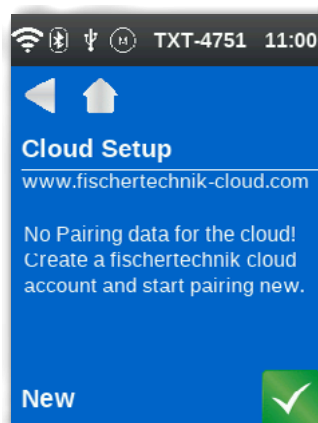 TXT-4751 11:00
Cloud Setup
www.fischertechnik-cloud.com
No Pairing data for the cloud!
Create a fischertechnik cloud
account and start pairing new.
New